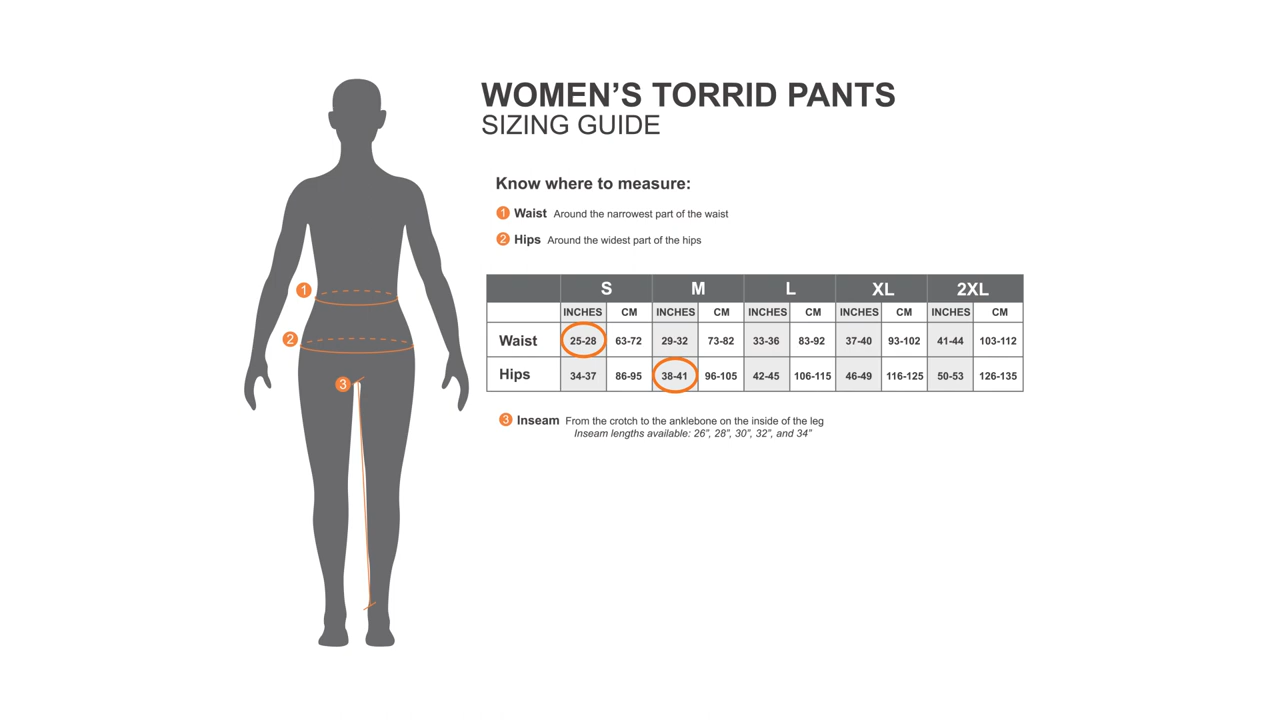 WOMEN'S TORRID PANTS
SIZING GUIDE
Know where to measure:
1 Waist Around the narrowest part of the waist
2 Hips Around the widest part of the hips
1
2
3
S M L XL 2XL
INCHES CM INCHES CM INCHES CM INCHES CM INCHES CM
Waist 25-28 63-72 29-32 73-82 33-36 83-92 37-40 93-102 41-44 103-112
Hips 34-37 86-95 38-41 96-105 42-45 106-115 46-49 116-125 50-53 126-135
3 Inseam From the crotch to the anklebone on the inside of the leg
Inseam lengths available: 26”, 28”, 30”, 32”, and 34”